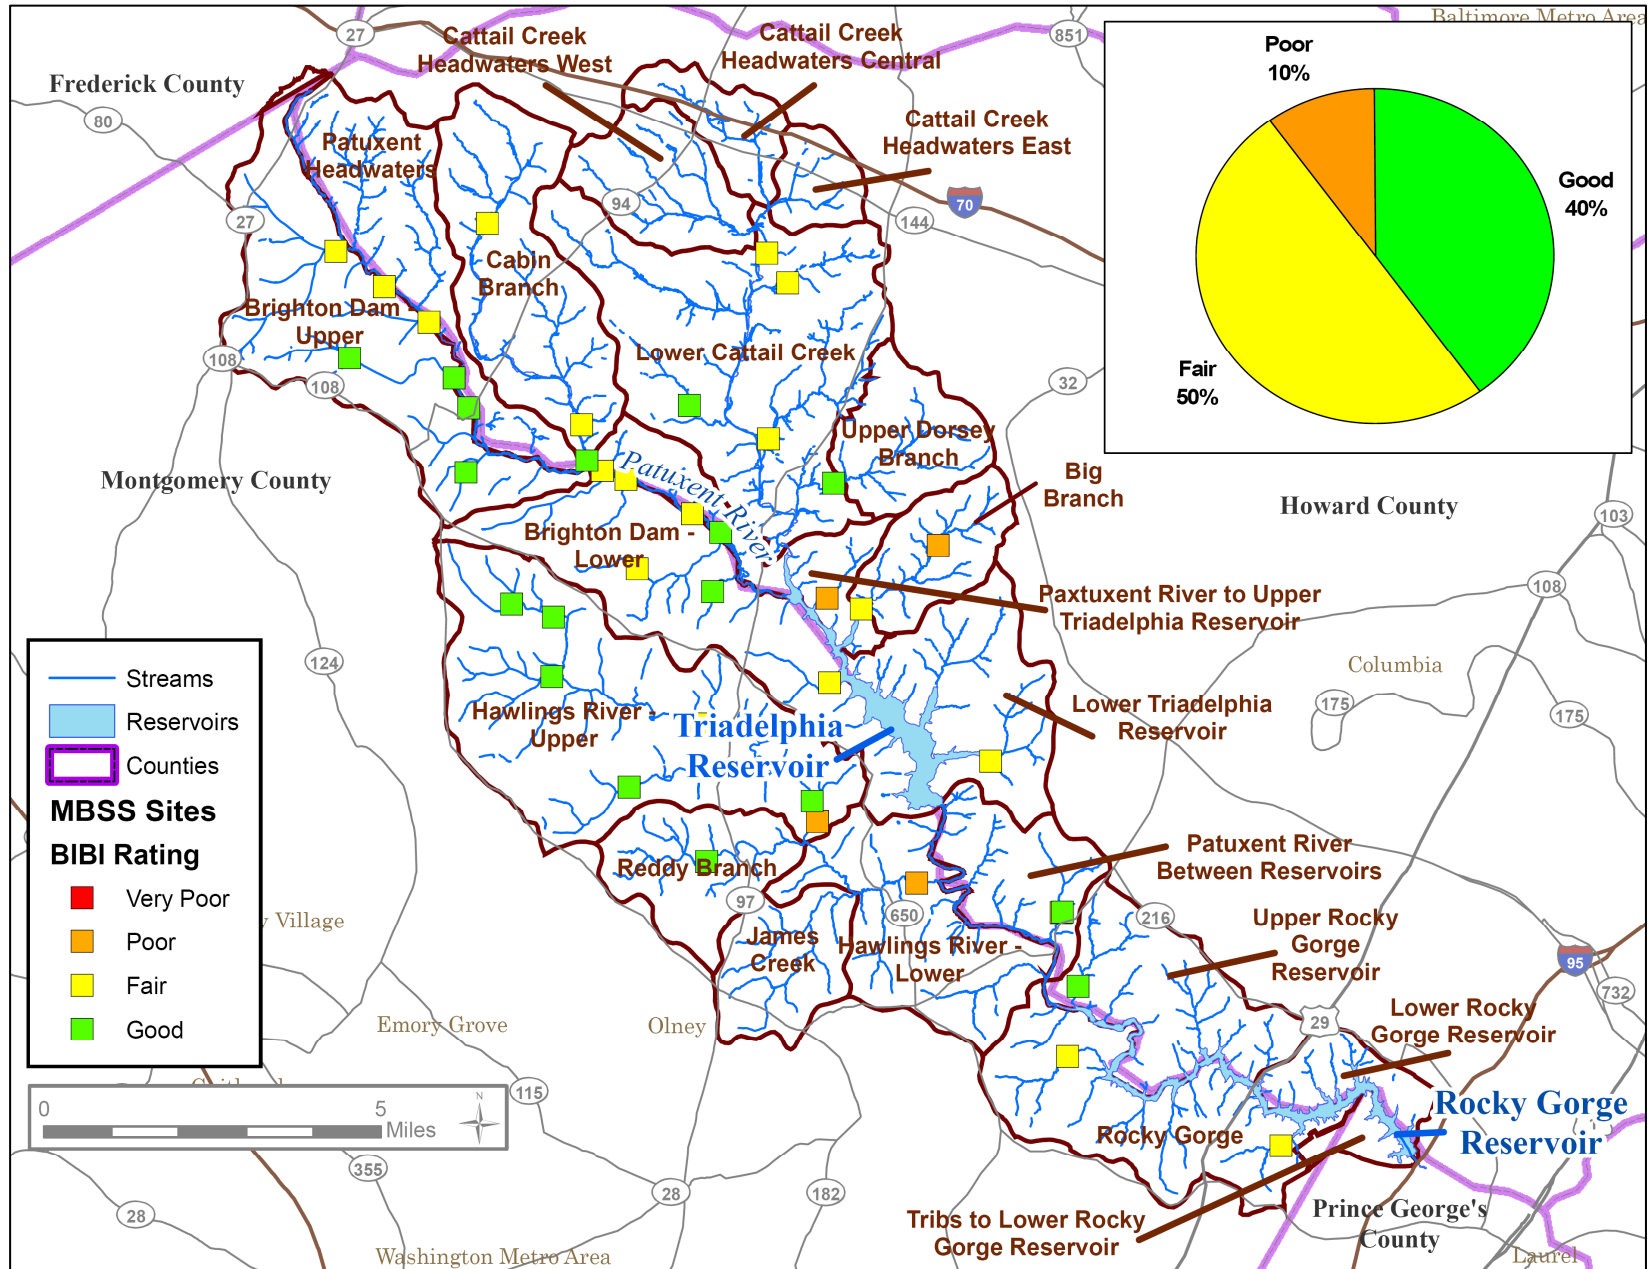 Baltimore Metro Area
27
851
Cattail Creek
Headwaters West
Cattail Creek
Headwaters Central
Poor
10%
Frederick County
80
Cattail Creek
Headwaters East
Patuxent
Headwaters
Good
40%
27
94
70
144
Cabin
Branch
Brighton Dam -
Upper
Lower Cattail Creek
108
108
32
Fair
50%
Upper Dorsey
Branch
Patuxent River
Montgomery County
Big
Branch
Howard County
103
Brighton Dam -
Lower
108
Paxtuxent River to Upper
Triadelphia Reservoir
124
Columbia
175
175
Streams
Reservoirs
Counties
MBSS Sites
BIBI Rating
Very Poor
Poor
Fair
Good
Hawlings River -
Upper
Triadelphia
Reservoir
Lower Triadelphia
Reservoir
Patuxent River
Between Reservoirs
Reddy Branch
97
650
216
Village
James
Creek
Hawlings River -
Lower
Upper Rocky
Gorge
Reservoir
95
732
Emory Grove
Olney
29
Lower Rocky
Gorge Reservoir
0
5
Miles
N
115
Rocky Gorge
Rocky Gorge
Reservoir
355
28
28
182
Tribs to Lower Rocky
Gorge Reservoir
Prince George's
County
Washington Metro Area
Laurel